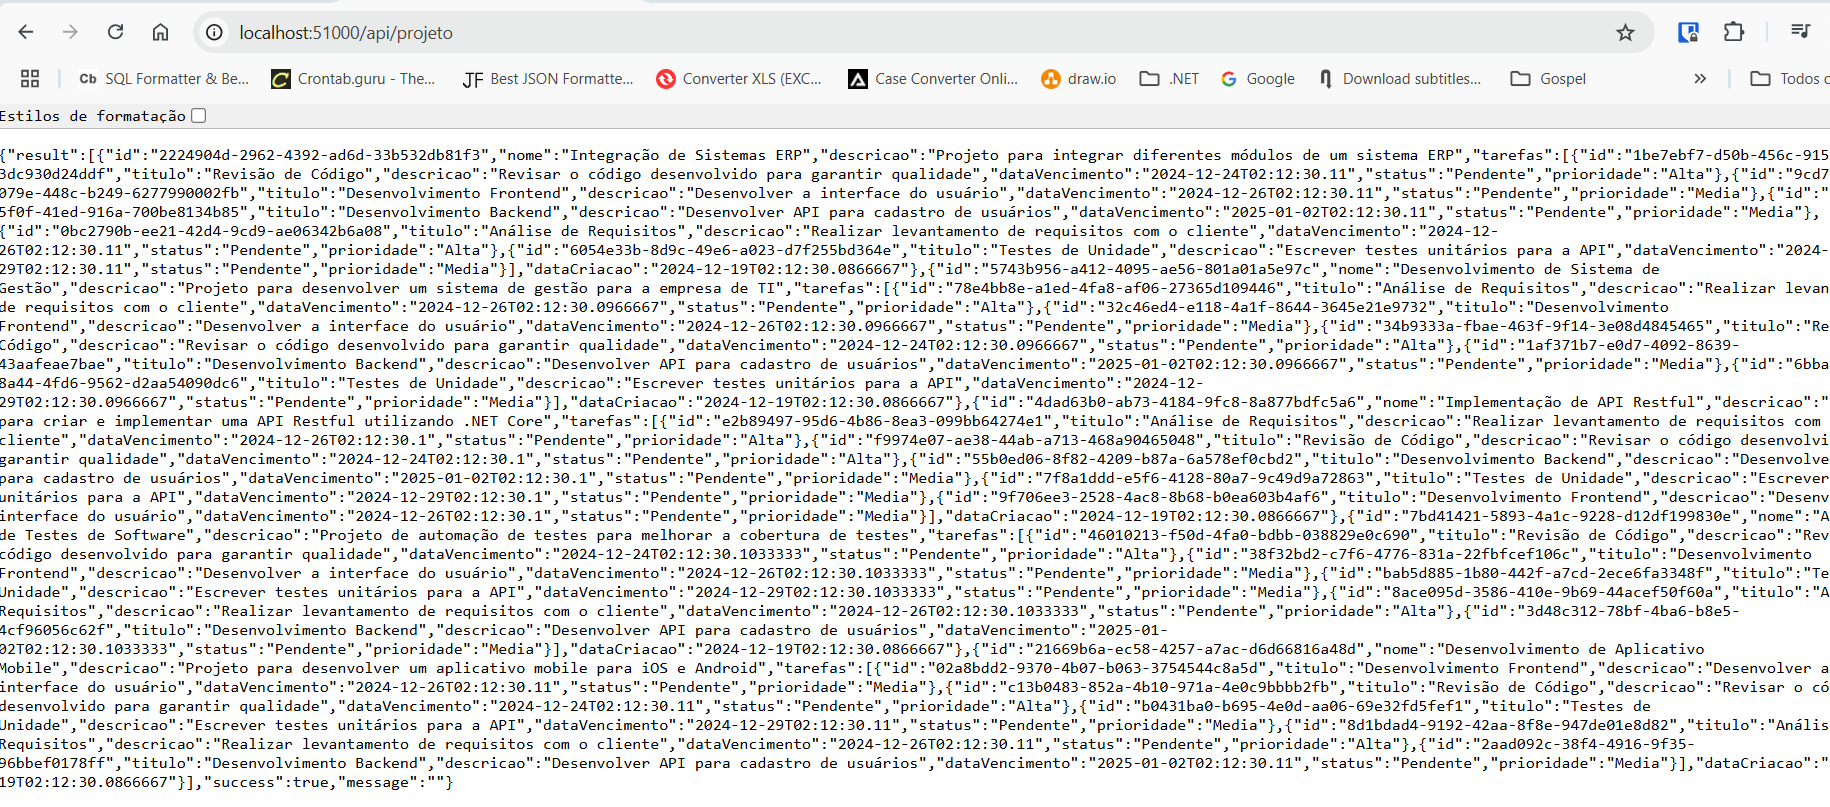 localhost:51000/api/projeto
SQL Formatter & Be... Crontab.guru - The... JF Best JSON Formatte... Converter XLS (EXC... Case Converter Onli... draw.io .NET Google Download subtitles... Gospel » Todos
Estilos de formatação
{"result":[{"id":"2224904d-2962-4392-ad6d-33b532db81f3","nome":"Integração de Sistemas ERP","descricao":"Projeto para integrar diferentes módulos de um sistema ERP","tarefas":[{"id":"1be7ebf7-d50b-456c-915
3dc930d24ddf","titulo":"Revisão de Código","descricao":"Revisar o código desenvolvido para garantir qualidade","dataVencimento":"2024-12-24T02:12:30.11","status":"Pendente","prioridade":"Alta"},{"id":"9cd7
079e-448c-b249-6277990002fb","titulo":"Desenvolvimento Frontend","descricao":"Desenvolver a interface do usuário","dataVencimento":"2024-12-26T02:12:30.11","status":"Pendente","prioridade":"Media"},{"id":"
5f0f-41ed-916a-700be8134b85","titulo":"Desenvolvimento Backend","descricao":"Desenvolver API para cadastro de usuários","dataVencimento":"2025-01-02T02:12:30.11","status":"Pendente","prioridade":"Media"},
{"id":"0bc2790b-ee21-42d4-9cd9-ae06342b6a08","titulo":"Análise de Requisitos","descricao":"Realizar levantamento de requisitos com o cliente","dataVencimento":"2024-12-
26T02:12:30.11","status":"Pendente","prioridade":"Alta"},{"id":"6054e33b-8d9c-49e6-a023-d7f255bd364e","titulo":"Testes de Unidade","descricao":"Escrever testes unitários para a API","dataVencimento":"2024-
29T02:12:30.11","status":"Pendente","prioridade":"Media"}],"dataCriacao":"2024-12-19T02:12:30.0866667"},{"id":"5743b956-a412-4095-ae56-801a01a5e97c","nome":"Desenvolvimento de Sistema de
Gestão","descricao":"Projeto para desenvolver um sistema de gestão para a empresa de TI","tarefas":[{"id":"78e4bb8e-a1ed-4fa8-af06-27365d109446","titulo":"Análise de Requisitos","descricao":"Realizar levan
de requisitos com o cliente","dataVencimento":"2024-12-26T02:12:30.0966667","status":"Pendente","prioridade":"Alta"},{"id":"32c46ed4-e118-4a1f-8644-3645e21e9732","titulo":"Desenvolvimento
Frontend","descricao":"Desenvolver a interface do usuário","dataVencimento":"2024-12-26T02:12:30.0966667","status":"Pendente","prioridade":"Media"},{"id":"34b9333a-fbae-463f-9f14-3e08d4845465","titulo":"Re
Código","descricao":"Revisar o código desenvolvido para garantir qualidade","dataVencimento":"2024-12-24T02:12:30.0966667","status":"Pendente","prioridade":"Alta"},{"id":"1af371b7-e0d7-4092-8639-
43aafeae7bae","titulo":"Desenvolvimento Backend","descricao":"Desenvolver API para cadastro de usuários","dataVencimento":"2025-01-02T02:12:30.0966667","status":"Pendente","prioridade":"Media"},{"id":"6bba
8a44-4fd6-9562-d2aa54090dc6","titulo":"Testes de Unidade","descricao":"Escrever testes unitários para a API","dataVencimento":"2024-12-
29T02:12:30.0966667","status":"Pendente","prioridade":"Media"}],"dataCriacao":"2024-12-19T02:12:30.0866667"},{"id":"4dad63b0-ab73-4184-9fc8-8a877bdfc5a6","nome":"Implementação de API Restful","descricao":"
para criar e implementar uma API Restful utilizando .NET Core","tarefas":[{"id":"e2b89497-95d6-4b86-8ea3-099bb64274e1","titulo":"Análise de Requisitos","descricao":"Realizar levantamento de requisitos com
cliente","dataVencimento":"2024-12-26T02:12:30.1","status":"Pendente","prioridade":"Alta"},{"id":"f9974e07-ae38-44ab-a713-468a90465048","titulo":"Revisão de Código","descricao":"Revisar o código desenvolvi
garantir qualidade","dataVencimento":"2024-12-24T02:12:30.1","status":"Pendente","prioridade":"Alta"},{"id":"55b0ed06-8f82-4209-b87a-6a578ef0cbd2","titulo":"Desenvolvimento Backend","descricao":"Desenvolve
para cadastro de usuários","dataVencimento":"2025-01-02T02:12:30.1","status":"Pendente","prioridade":"Media"},{"id":"7f8a1ddd-e5f6-4128-80a7-9c49d9a72863","titulo":"Testes de Unidade","descricao":"Escrever
unitários para a API","dataVencimento":"2024-12-29T02:12:30.1","status":"Pendente","prioridade":"Media"},{"id":"9f706ee3-2528-4ac8-8b68-b0ea603b4af6","titulo":"Desenvolvimento Frontend","descricao":"Desenv
interface do usuário","dataVencimento":"2024-12-26T02:12:30.1","status":"Pendente","prioridade":"Media"}],"dataCriacao":"2024-12-19T02:12:30.0866667"},{"id":"7bd41421-5893-4a1c-9228-d12df199830e","nome":"A
de Testes de Software","descricao":"Projeto de automação de testes para melhorar a cobertura de testes","tarefas":[{"id":"46010213-f50d-4fa0-bdbb-038829e0c690","titulo":"Revisão de Código","descricao":"Rev
código desenvolvido para garantir qualidade","dataVencimento":"2024-12-24T02:12:30.1033333","status":"Pendente","prioridade":"Alta"},{"id":"38f32bd2-c7f6-4776-831a-22fbfcef106c","titulo":"Desenvolvimento
Frontend","descricao":"Desenvolver a interface do usuário","dataVencimento":"2024-12-26T02:12:30.1033333","status":"Pendente","prioridade":"Media"},{"id":"bab5d885-1b80-442f-a7cd-2ece6fa3348f","titulo":"Te
Unidade","descricao":"Escrever testes unitários para a API","dataVencimento":"2024-12-29T02:12:30.1033333","status":"Pendente","prioridade":"Media"},{"id":"8ace095d-3586-410e-9b69-44acef50f60a","titulo":"A
Requisitos","descricao":"Realizar levantamento de requisitos com o cliente","dataVencimento":"2024-12-26T02:12:30.1033333","status":"Pendente","prioridade":"Alta"},{"id":"3d48c312-78bf-4ba6-b8e5-
4cf96056c62f","titulo":"Desenvolvimento Backend","descricao":"Desenvolver API para cadastro de usuários","dataVencimento":"2025-01-
02T02:12:30.1033333","status":"Pendente","prioridade":"Media"}],"dataCriacao":"2024-12-19T02:12:30.0866667"},{"id":"21669b6a-ec58-4257-a7ac-d6d66816a48d","nome":"Desenvolvimento de Aplicativo
Mobile","descricao":"Projeto para desenvolver um aplicativo mobile para iOS e Android","tarefas":[{"id":"02a8bdd2-9370-4b07-b063-3754544c8a5d","titulo":"Desenvolvimento Frontend","descricao":"Desenvolver a
interface do usuário","dataVencimento":"2024-12-26T02:12:30.11","status":"Pendente","prioridade":"Media"},{"id":"c13b0483-852a-4b10-971a-4e0c9bbbb2fb","titulo":"Revisão de Código","descricao":"Revisar o có
desenvolvido para garantir qualidade","dataVencimento":"2024-12-24T02:12:30.11","status":"Pendente","prioridade":"Alta"},{"id":"b0431ba0-b695-4e0d-aa06-69e32fd5fef1","titulo":"Testes de
Unidade","descricao":"Escrever testes unitários para a API","dataVencimento":"2024-12-29T02:12:30.11","status":"Pendente","prioridade":"Media"},{"id":"8d1bdad4-9192-42aa-8f8e-947de01e8d82","titulo":"Anális
Requisitos","descricao":"Realizar levantamento de requisitos com o cliente","dataVencimento":"2024-12-26T02:12:30.11","status":"Pendente","prioridade":"Alta"},{"id":"2aad092c-38f4-4916-9f35-
96bbef0178ff","titulo":"Desenvolvimento Backend","descricao":"Desenvolver API para cadastro de usuários","dataVencimento":"2025-01-02T02:12:30.11","status":"Pendente","prioridade":"Media"}],"dataCriacao":"
19T02:12:30.0866667"}],"success":true,"message":""}